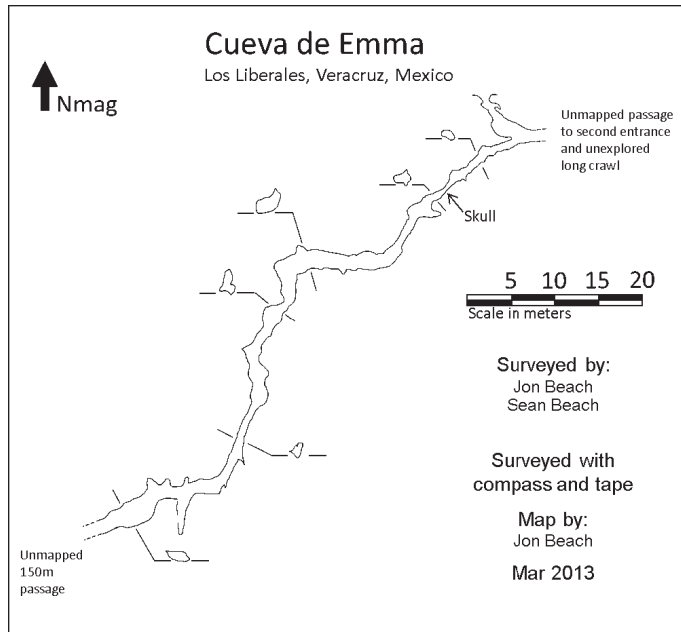 Cueva de Emma
Los Liberales, Veracruz, Mexico
Nmag
Unmapped passage
to second entrance
and unexplored
long crawl
Skull
5 10 15 20
Scale in meters
Surveyed by:
Jon Beach
Sean Beach
Surveyed with
compass and tape
Map by:
Jon Beach
Mar 2013
Unmapped
150m
passage